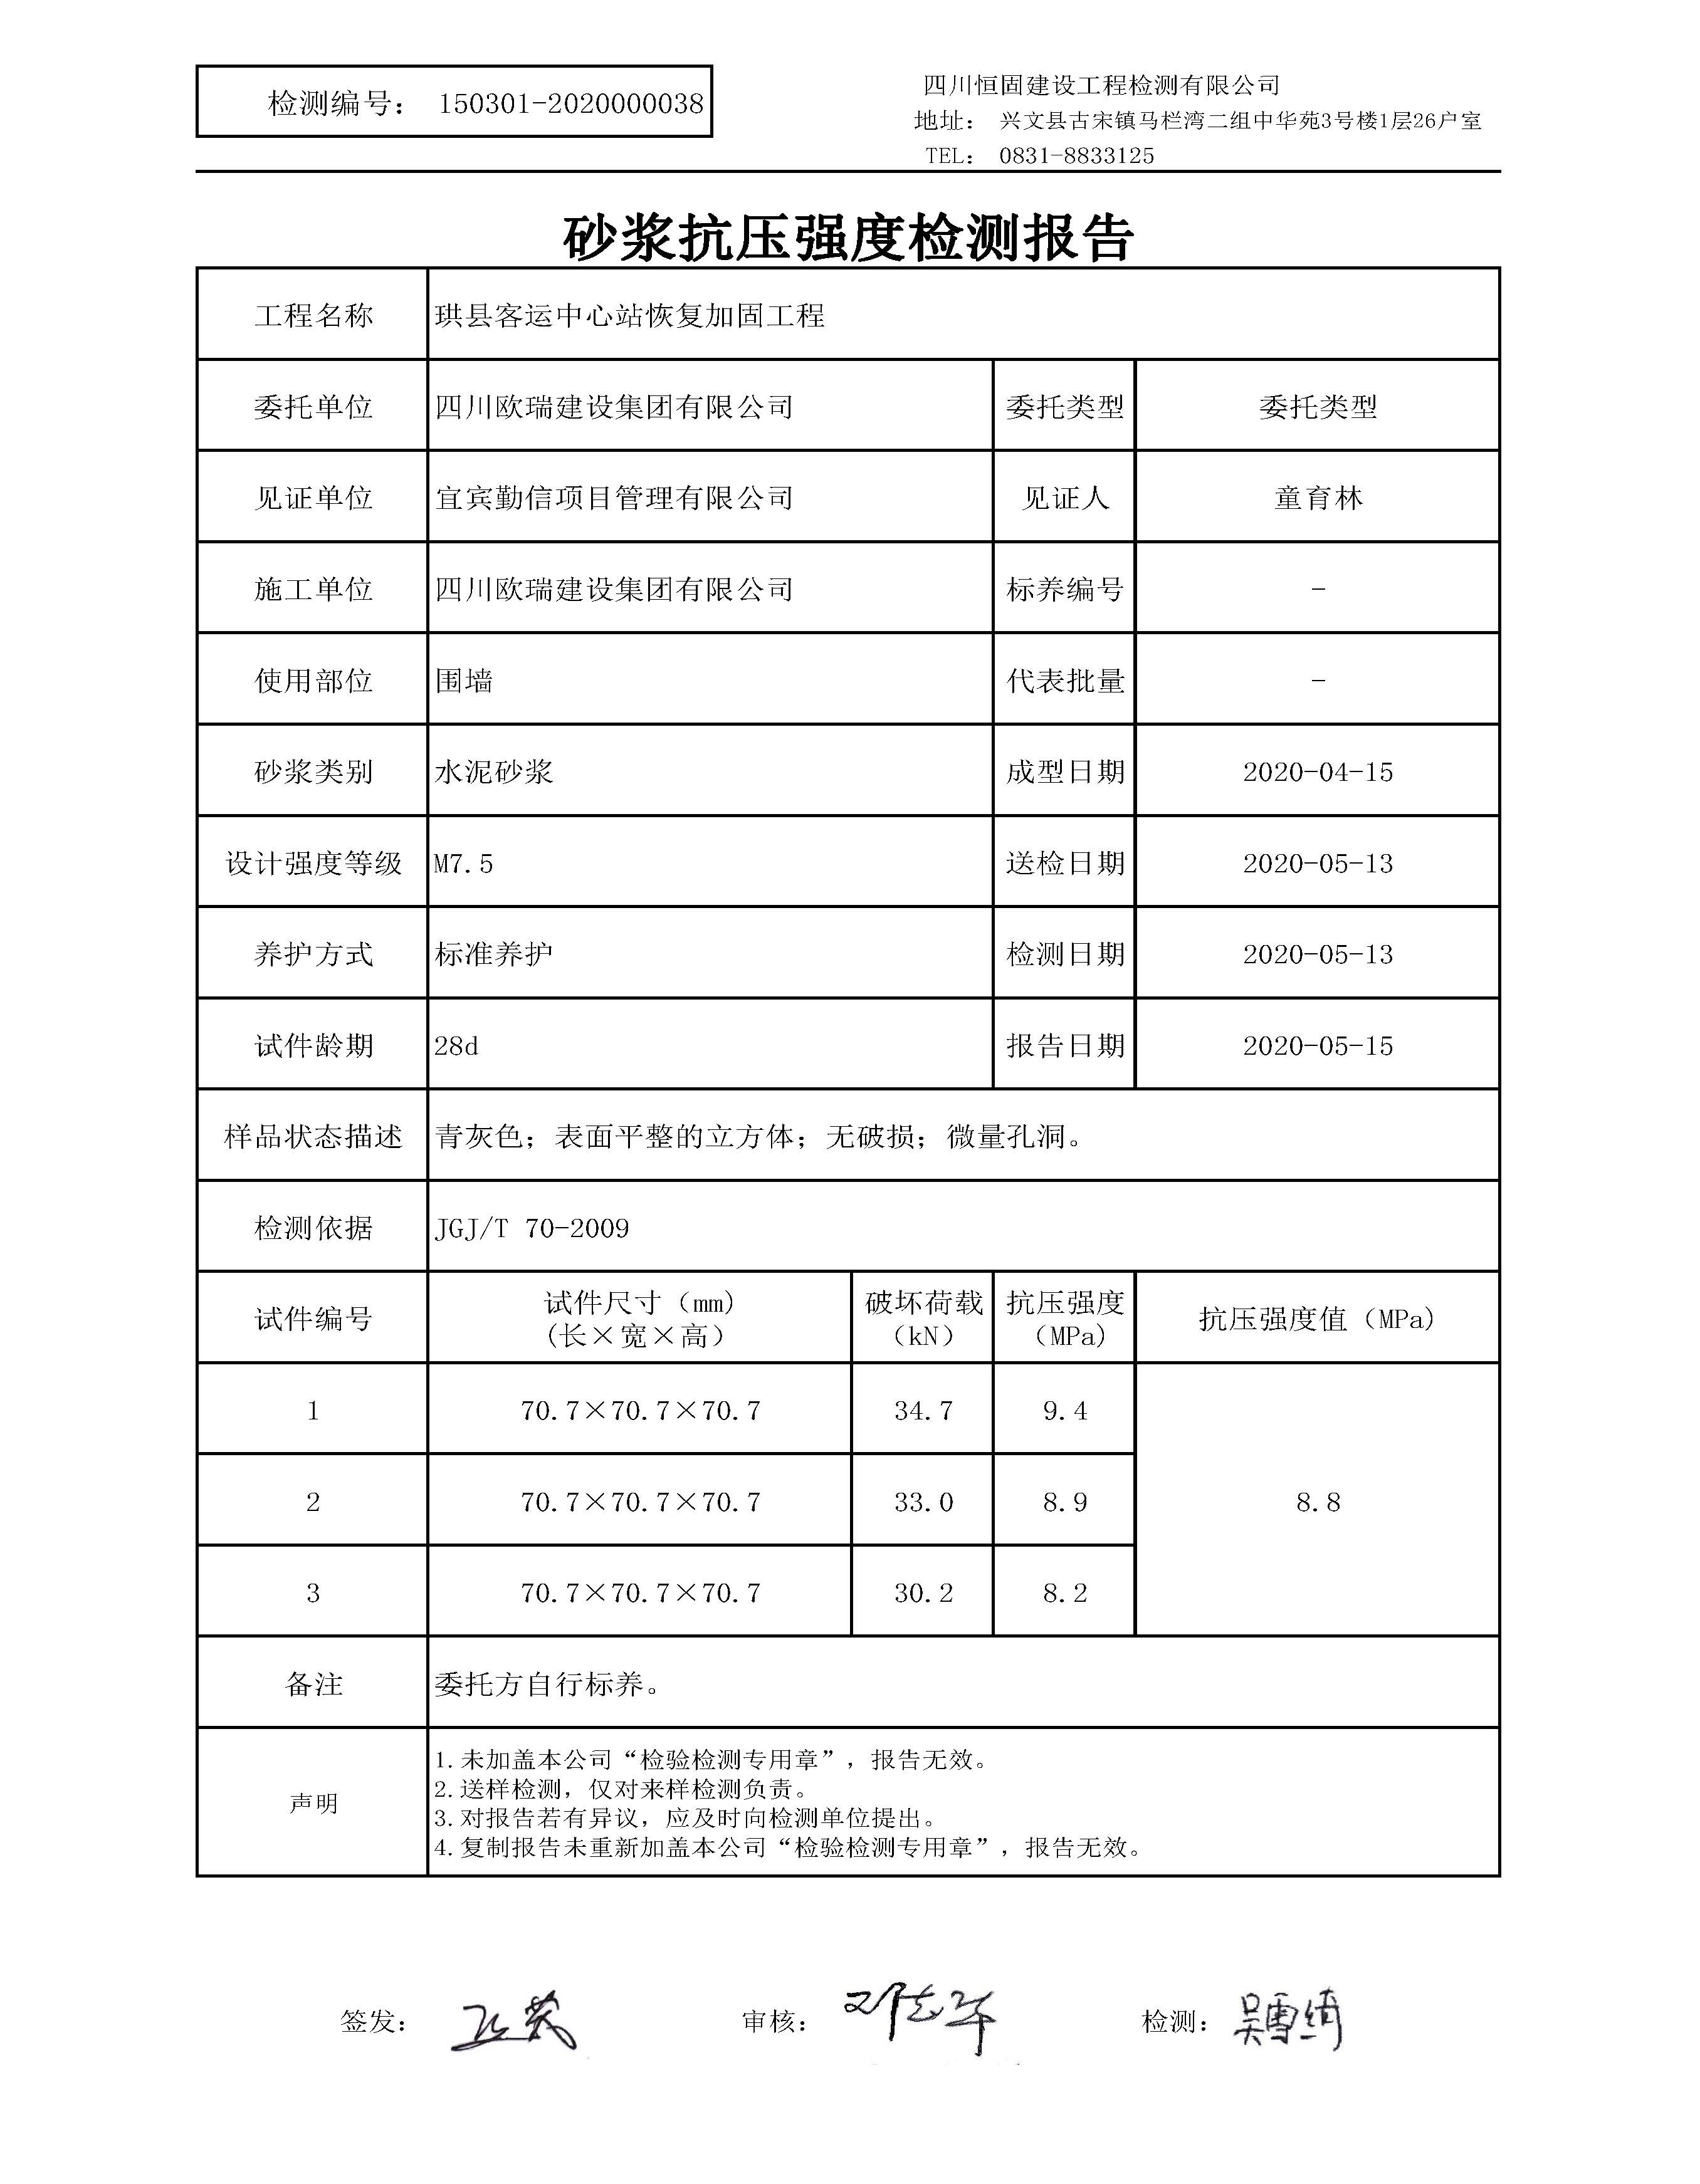 检测编号： 150301-2020000038
四川恒固建设工程检测有限公司
地址： 兴文县古宋镇马栏湾二组中华苑3号楼1层26户室
TEL： 0831-8833125
砂浆抗压强度检测报告
工程名称 珙县客运中心站恢复加固工程
委托单位 四川欧瑞建设集团有限公司 委托类型 委托类型
见证单位 宜宾勤信项目管理有限公司 见证人 童育林
施工单位 四川欧瑞建设集团有限公司 标养编号 -
使用部位 围墙 代表批量 -
砂浆类别 水泥砂浆 成型日期 2020-04-15
设计强度等级 M7.5 送检日期 2020-05-13
养护方式 标准养护 检测日期 2020-05-13
试件龄期 28d 报告日期 2020-05-15
样品状态描述 青灰色；表面平整的立方体；无破损；微量孔洞。
检测依据 JGJ/T 70-2009
试件编号 试件尺寸（mm) (长×宽×高） 破坏荷载（kN） 抗压强度（MPa) 抗压强度值（MPa）
1 70.7×70.7×70.7 34.7 9.4
2 70.7×70.7×70.7 33.0 8.9 8.8
3 70.7×70.7×70.7 30.2 8.2
备注 委托方自行标养。
声明
1.未加盖本公司“检验检测专用章”，报告无效。
2.送样检测，仅对来样检测负责。
3.对报告若有异议，应及时向检测单位提出。
4.复制报告未重新加盖本公司“检验检测专用章”，报告无效。
签发： 审核： 检测：吴雪绮